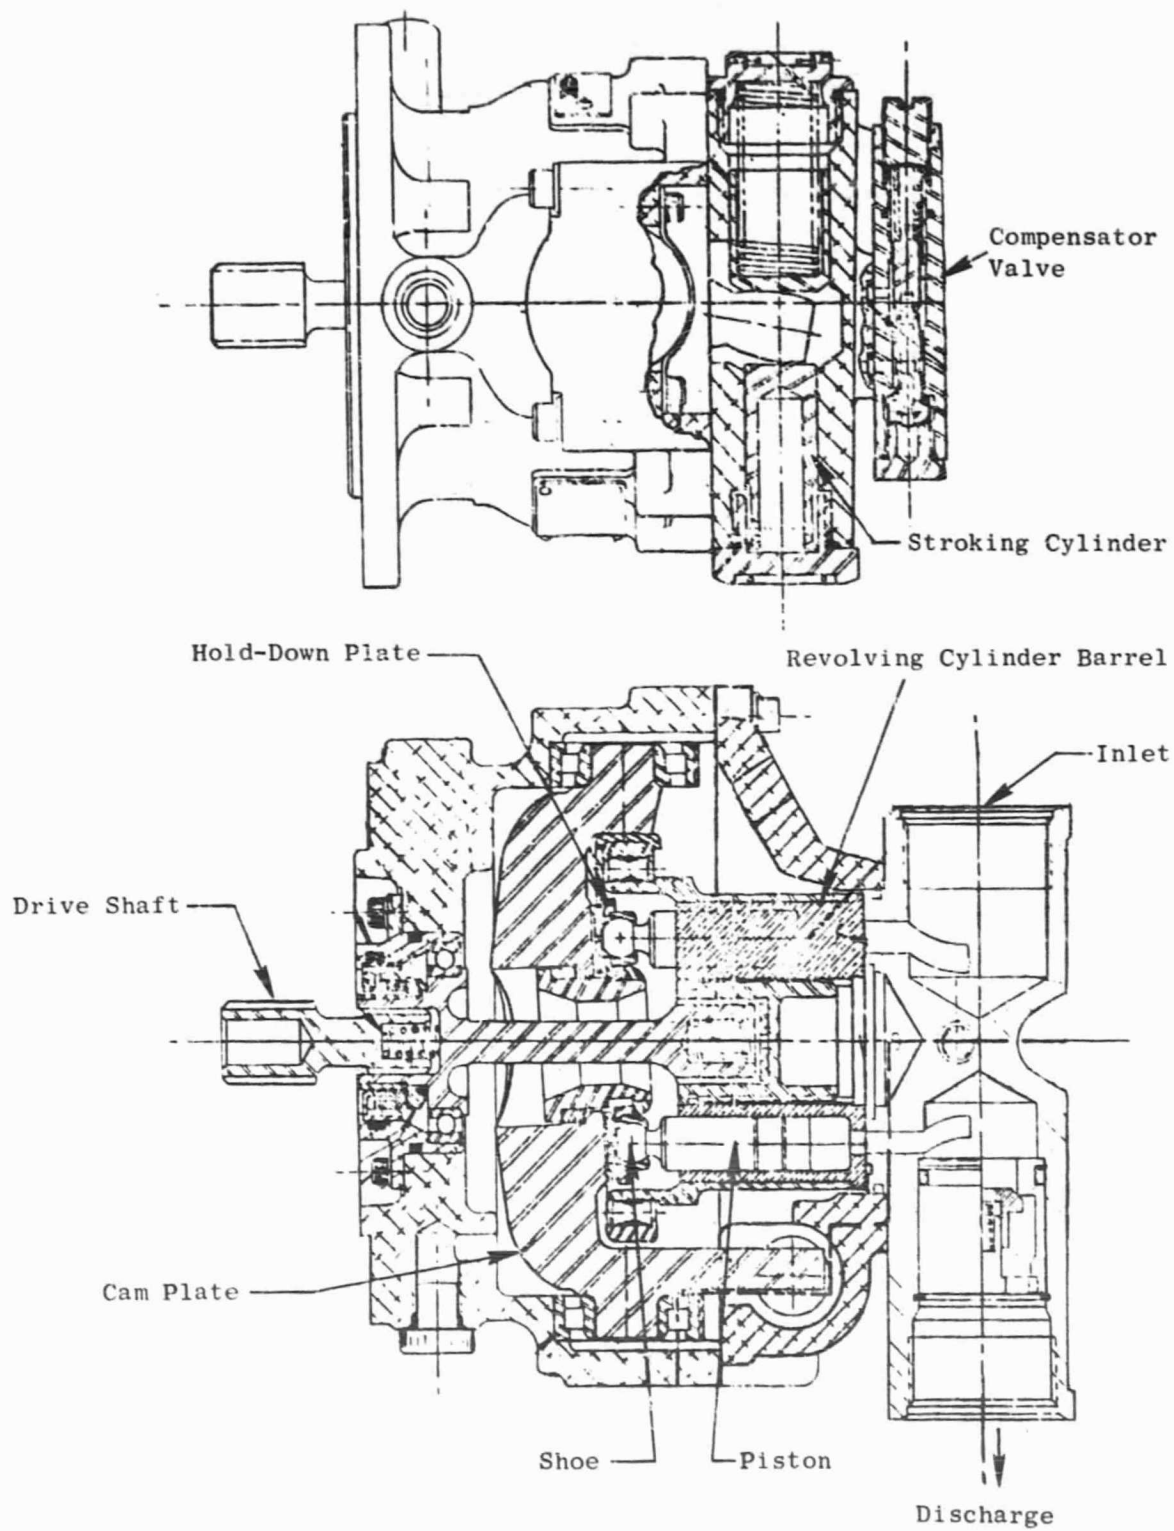 Compensator
Valve
Stroking Cylinder
Hold-Down Plate
Revolving Cylinder Barrel
Inlet
Drive Shaft
Cam Plate
Shoe
Piston
Discharge